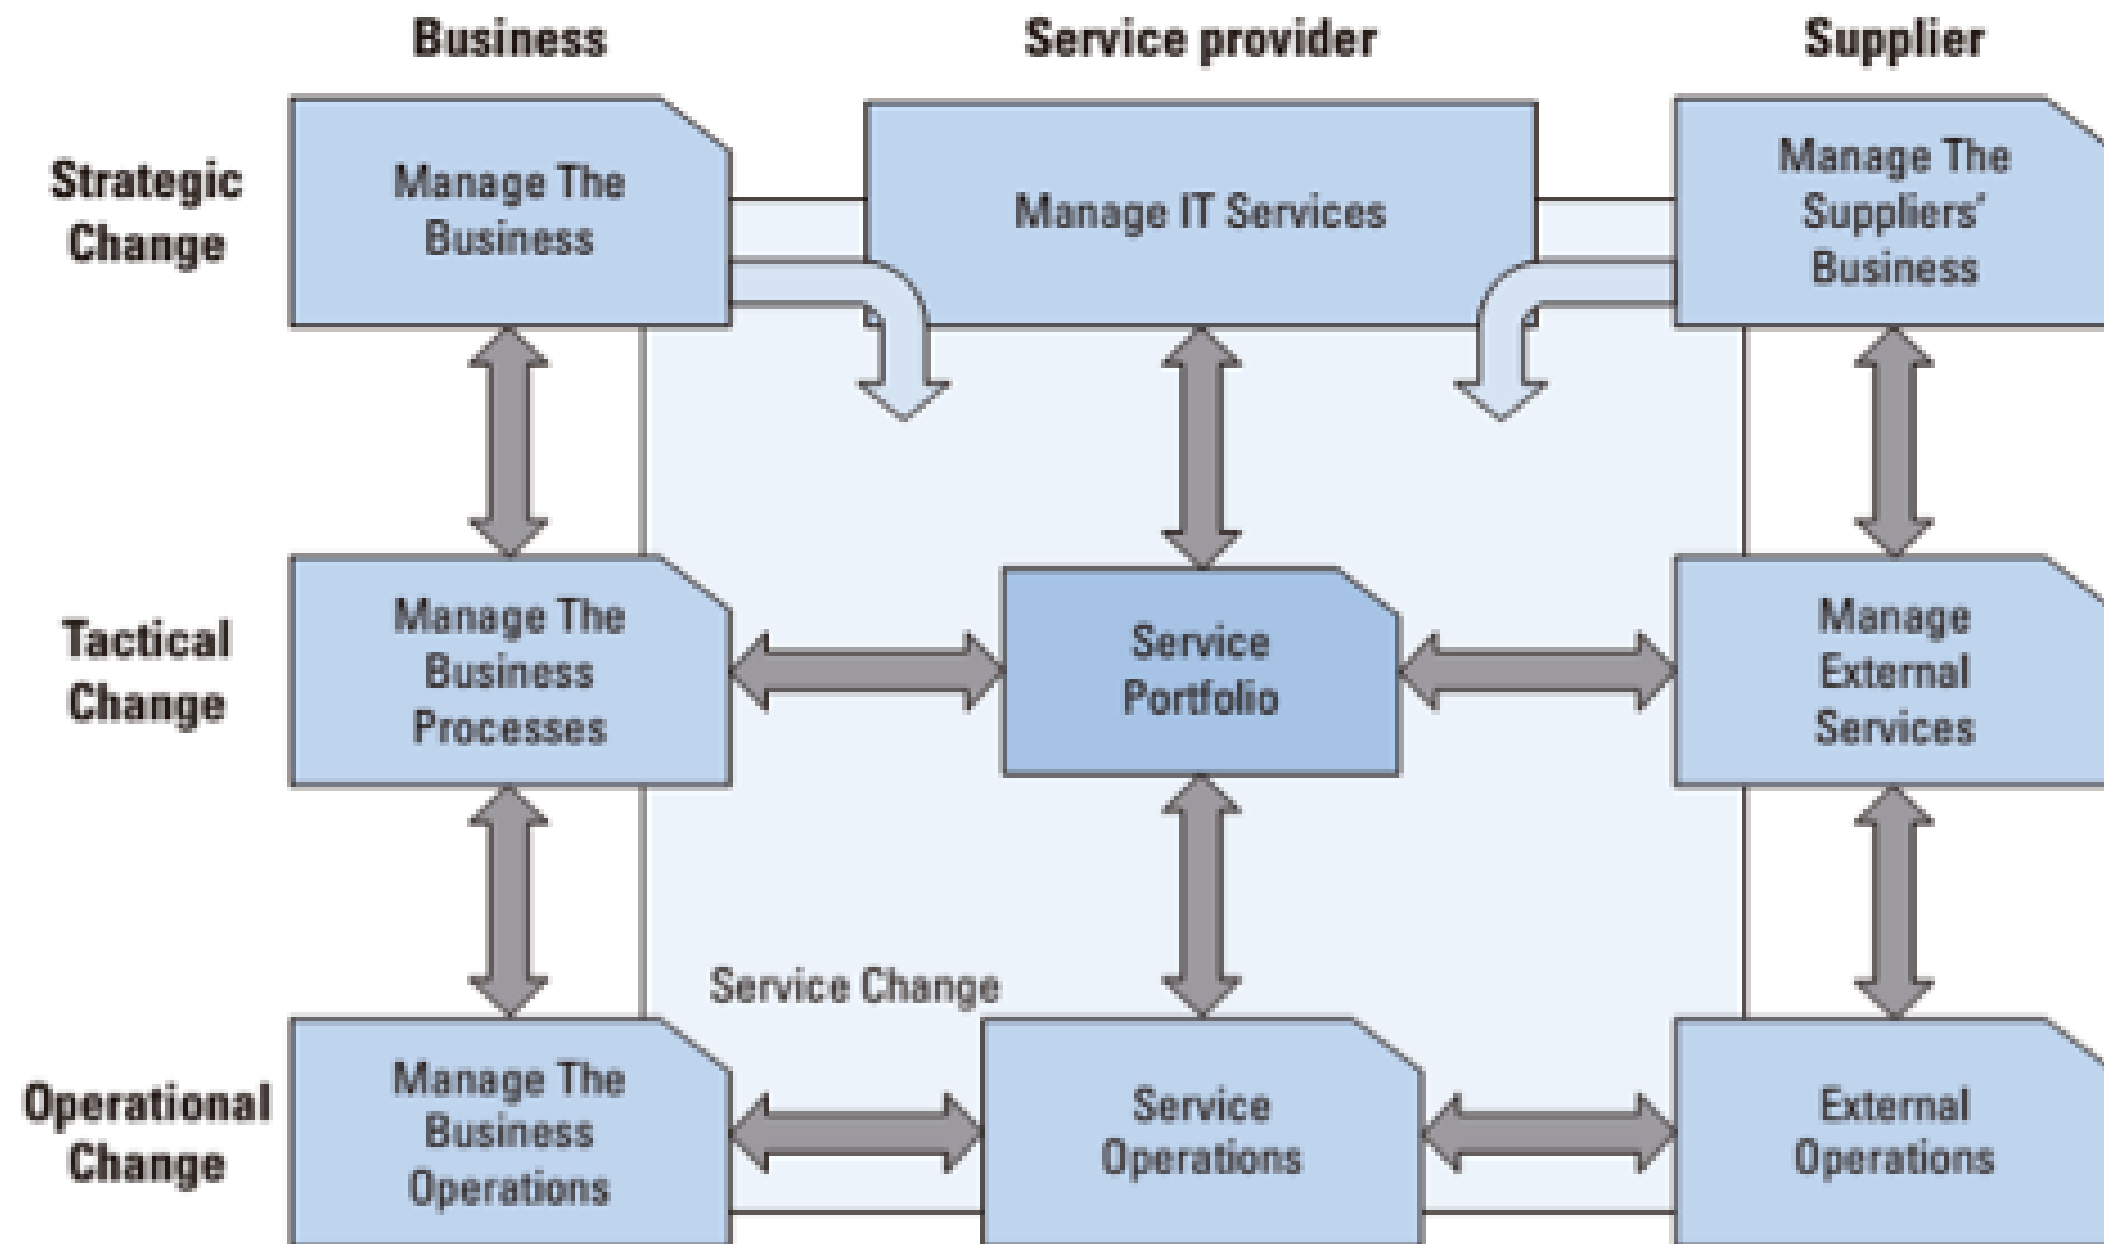 Business
Service provider
Supplier
Strategic
Change
Manage The
Business
Manage IT Services
Manage The
Suppliers’
Business
Tactical
Change
Manage The
Business
Processes
Service
Portfolio
Manage
External
Services
Service Change
Operational
Change
Manage The
Business
Operations
Service
Operations
External
Operations